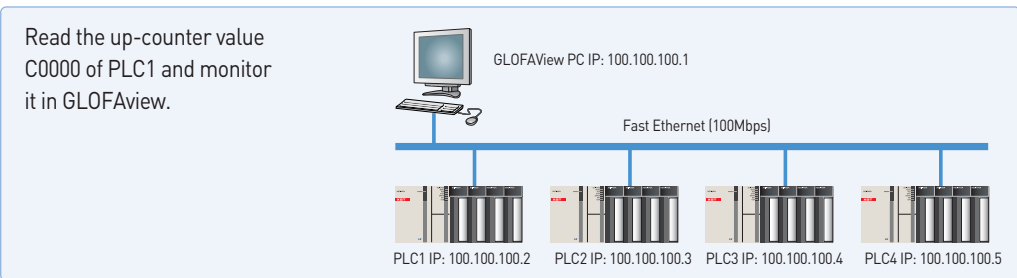 Read the up-counter value
C0000 of PLC1 and monitor
it in GLOFAview.
GLOFAView PC IP: 100.100.100.1
Fast Ethernet (100Mbps)
PLC1 IP: 100.100.100.2
PLC2 IP: 100.100.100.3
PLC3 IP: 100.100.100.4
PLC4 IP: 100.100.100.5